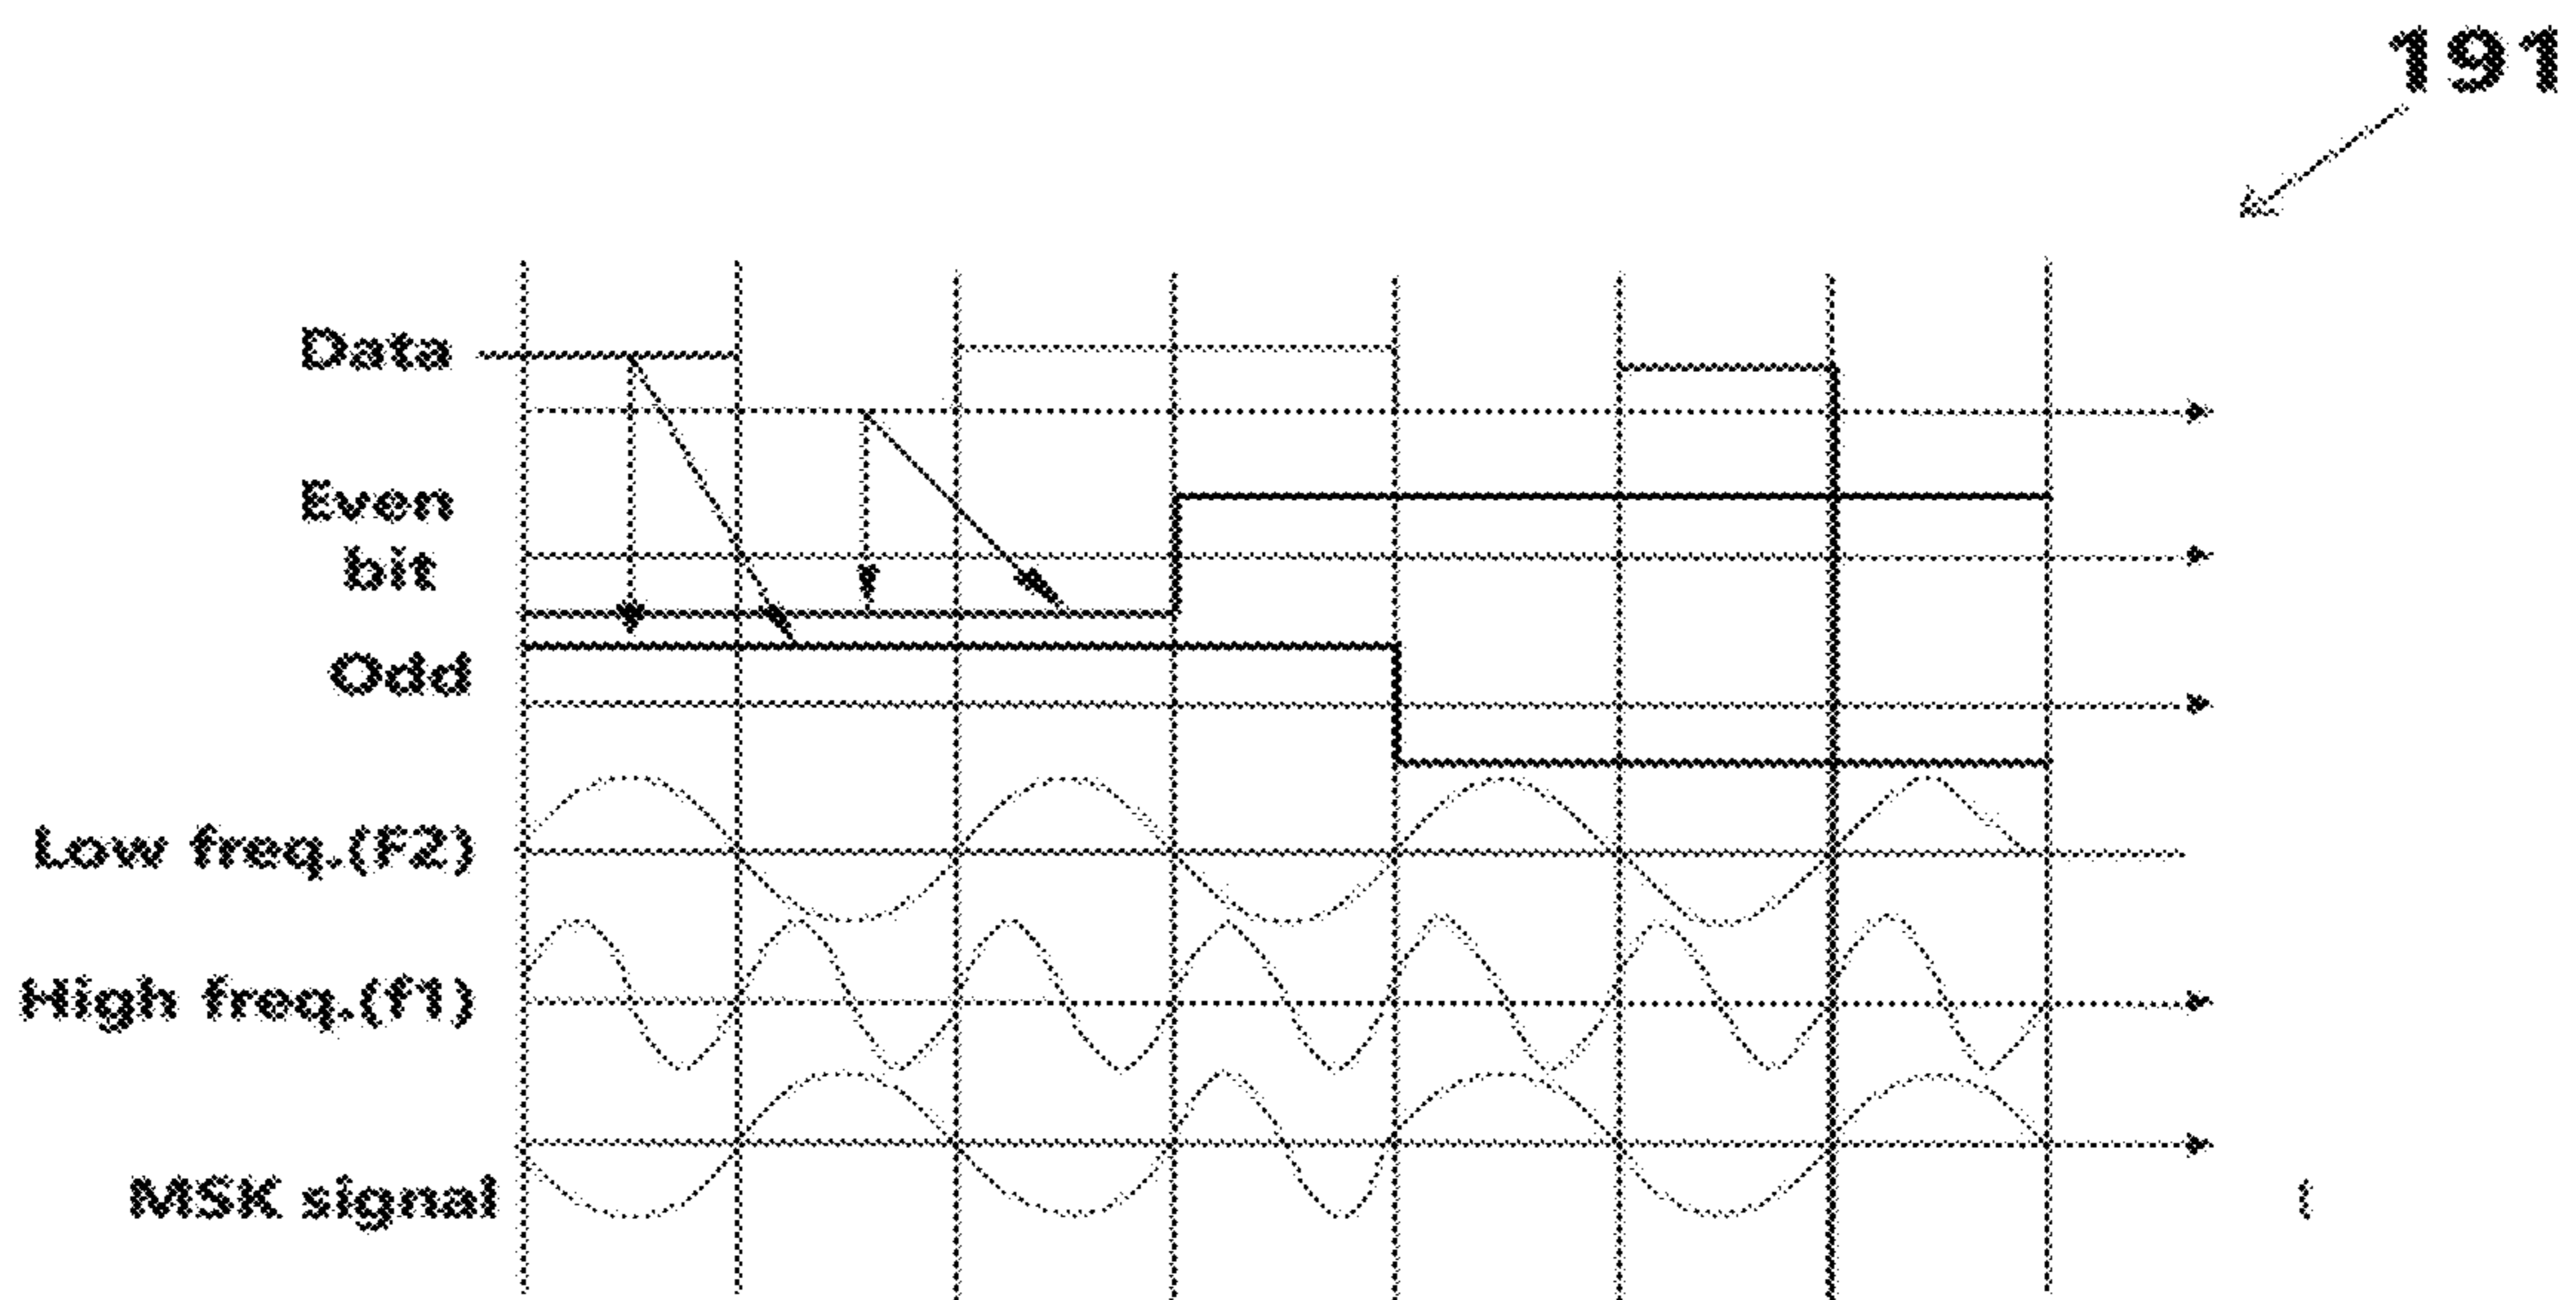 191
Data
Even
bit
Odd
Low freq.(F2)
High freq.(f1)
MSK signal
t